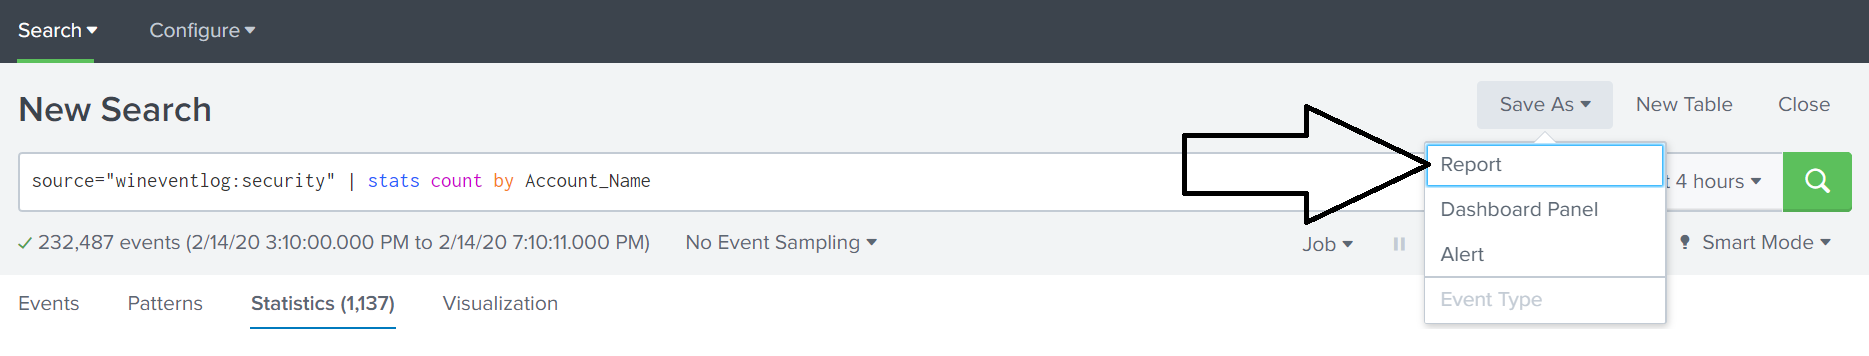 Search Configure
New Search Save As New Table Close
Report
source="wineventlog:security" | stats count by Account_Name 4 hours
Dashboard Panel
232,487 events (2/14/20 3:10:00.000 PM to 2/14/20 7:10:11.000 PM) No Event Sampling Job Smart Mode
Alert
Event Type
Events Patterns Statistics (1,137) Visualization